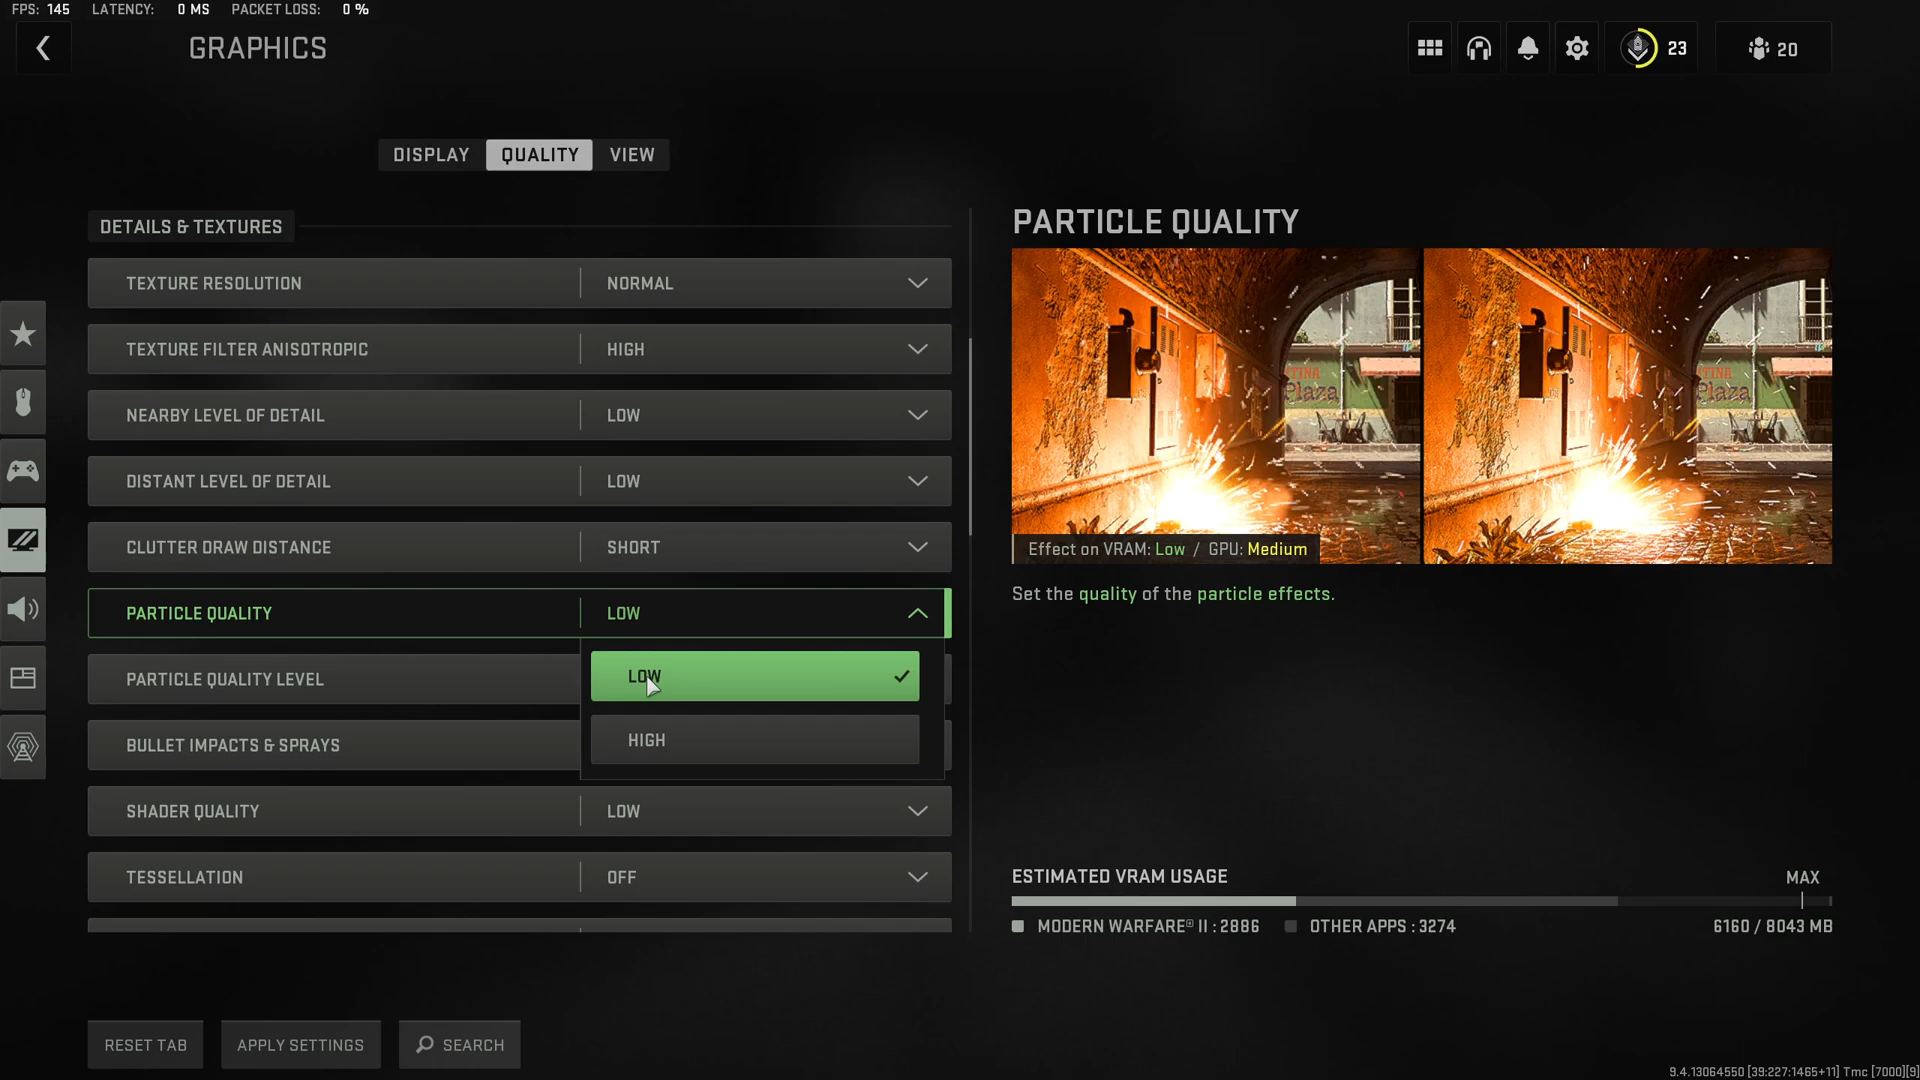 FPS: 145 LATENCY: 0 MS PACKET LOSS: 0 %
GRAPHICS
23
20
DISPLAY QUALITY VIEW
DETAILS & TEXTURES
TEXTURE RESOLUTION NORMAL
TEXTURE FILTER ANISOTROPIC HIGH
NEARBY LEVEL OF DETAIL LOW
DISTANT LEVEL OF DETAIL LOW
CLUTTER DRAW DISTANCE SHORT
PARTICLE QUALITY LOW
LOW
PARTICLE QUALITY LEVEL
HIGH
BULLET IMPACTS & SPRAYS
SHADER QUALITY LOW
TESSELLATION OFF
PARTICLE QUALITY
TINA
Plaza
TINA
Plaza
Effect on VRAM: Low / GPU: Medium
Set the quality of the particle effects.
ESTIMATED VRAM USAGE MAX
MODERN WARFARE® II : 2886 OTHER APPS : 3274 6160 / 8043 MB
RESET TAB APPLY SETTINGS SEARCH
9.4.13064550 [39:227:1465+11] Tmc [7000][9]